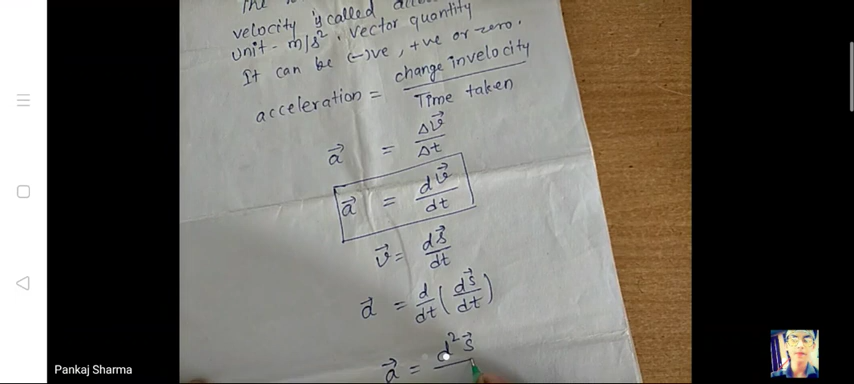 The
velocity is called
unit - m/s². Vector quantity
It can be (-)ve, +ve or zero.
acceleration = change in velocity / Time taken
a⃗ = Δv⃗ / Δt
a⃗ = dv⃗ / dt
v⃗ = ds⃗ / dt
a⃗ = d/dt (ds⃗/dt)
a⃗ = d²s⃗
Pankaj Sharma